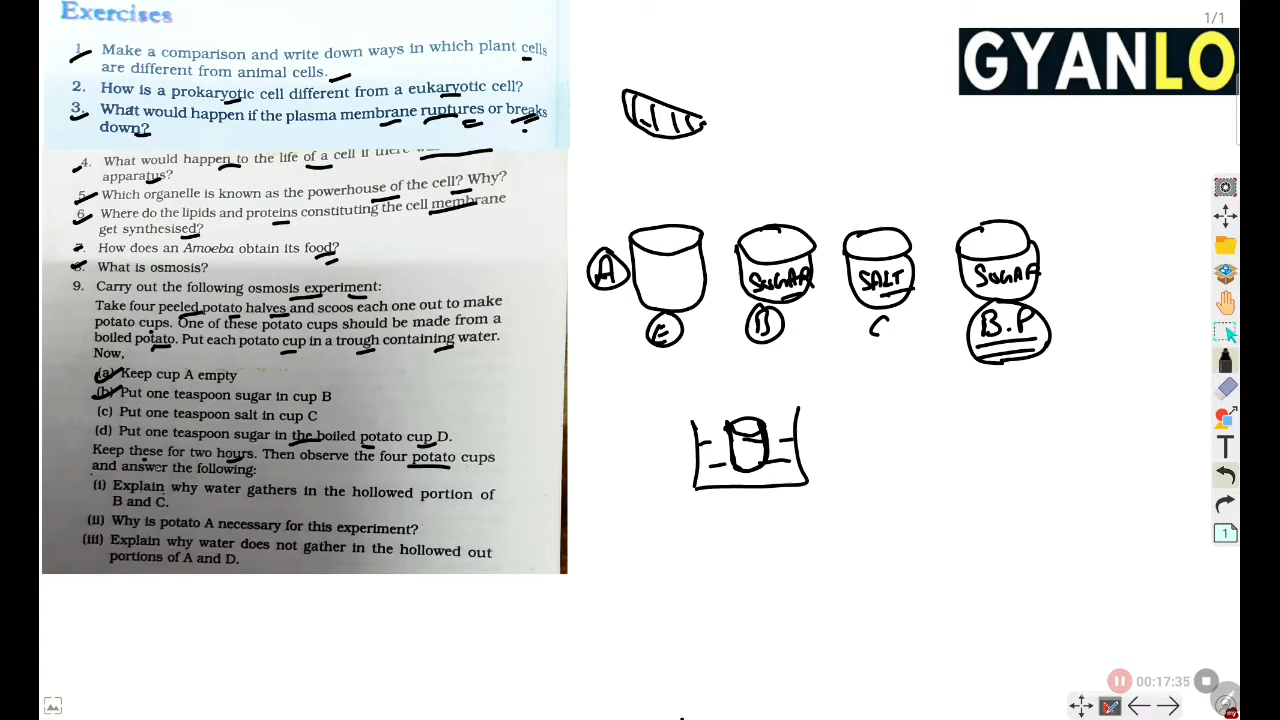 Exercises
1. Make a comparison and write down ways in which plant cells
are different from animal cells.
2. How is a prokaryotic cell different from a eukaryotic cell?
3. What would happen if the plasma membrane ruptures or breaks
down?
4. What would happen to the life of a cell if there
apparatus?
5. Which organelle is known as the powerhouse of the cell? Why?
6. Where do the lipids and proteins constituting the cell membrane
get synthesised?
7. How does an Amoeba obtain its food?
8. What is osmosis?
9. Carry out the following osmosis experiment:
Take four peeled potato halves and scoos each one out to make
potato cups. One of these potato cups should be made from a
boiled potato. Put each potato cup in a trough containing water.
Now,
(a) Keep cup A empty
(b) Put one teaspoon sugar in cup B
(c) Put one teaspoon salt in cup C
(d) Put one teaspoon sugar in the boiled potato cup D.
Keep these for two hours. Then observe the four potato cups
and answer the following:
(i) Explain why water gathers in the hollowed portion of
B and C.
(ii) Why is potato A necessary for this experiment?
(iii) Explain why water does not gather in the hollowed out
portions of A and D.
1/1
GYANLO
A SUGAR SALT SUGAR
E B C B.P
T
1
00:17:35